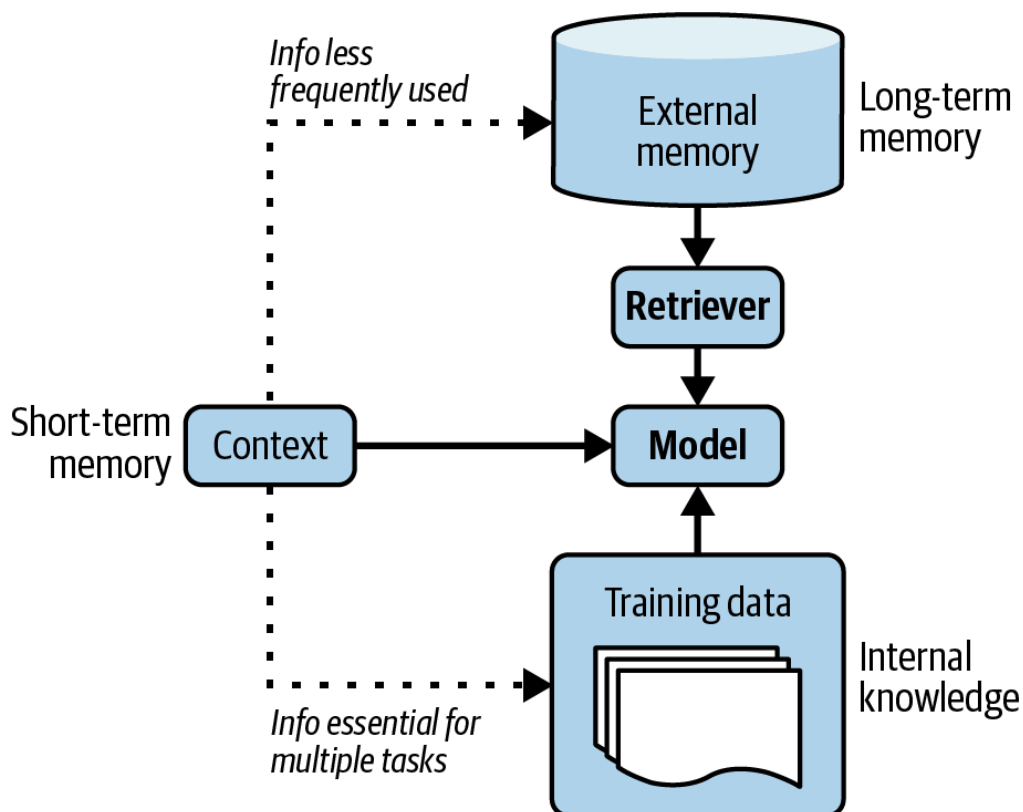 Info less
frequently used
External
memory
Long-term
memory
Retriever
Short-term
memory
Context
Model
Training data
Internal
knowledge
Info essential for
multiple tasks